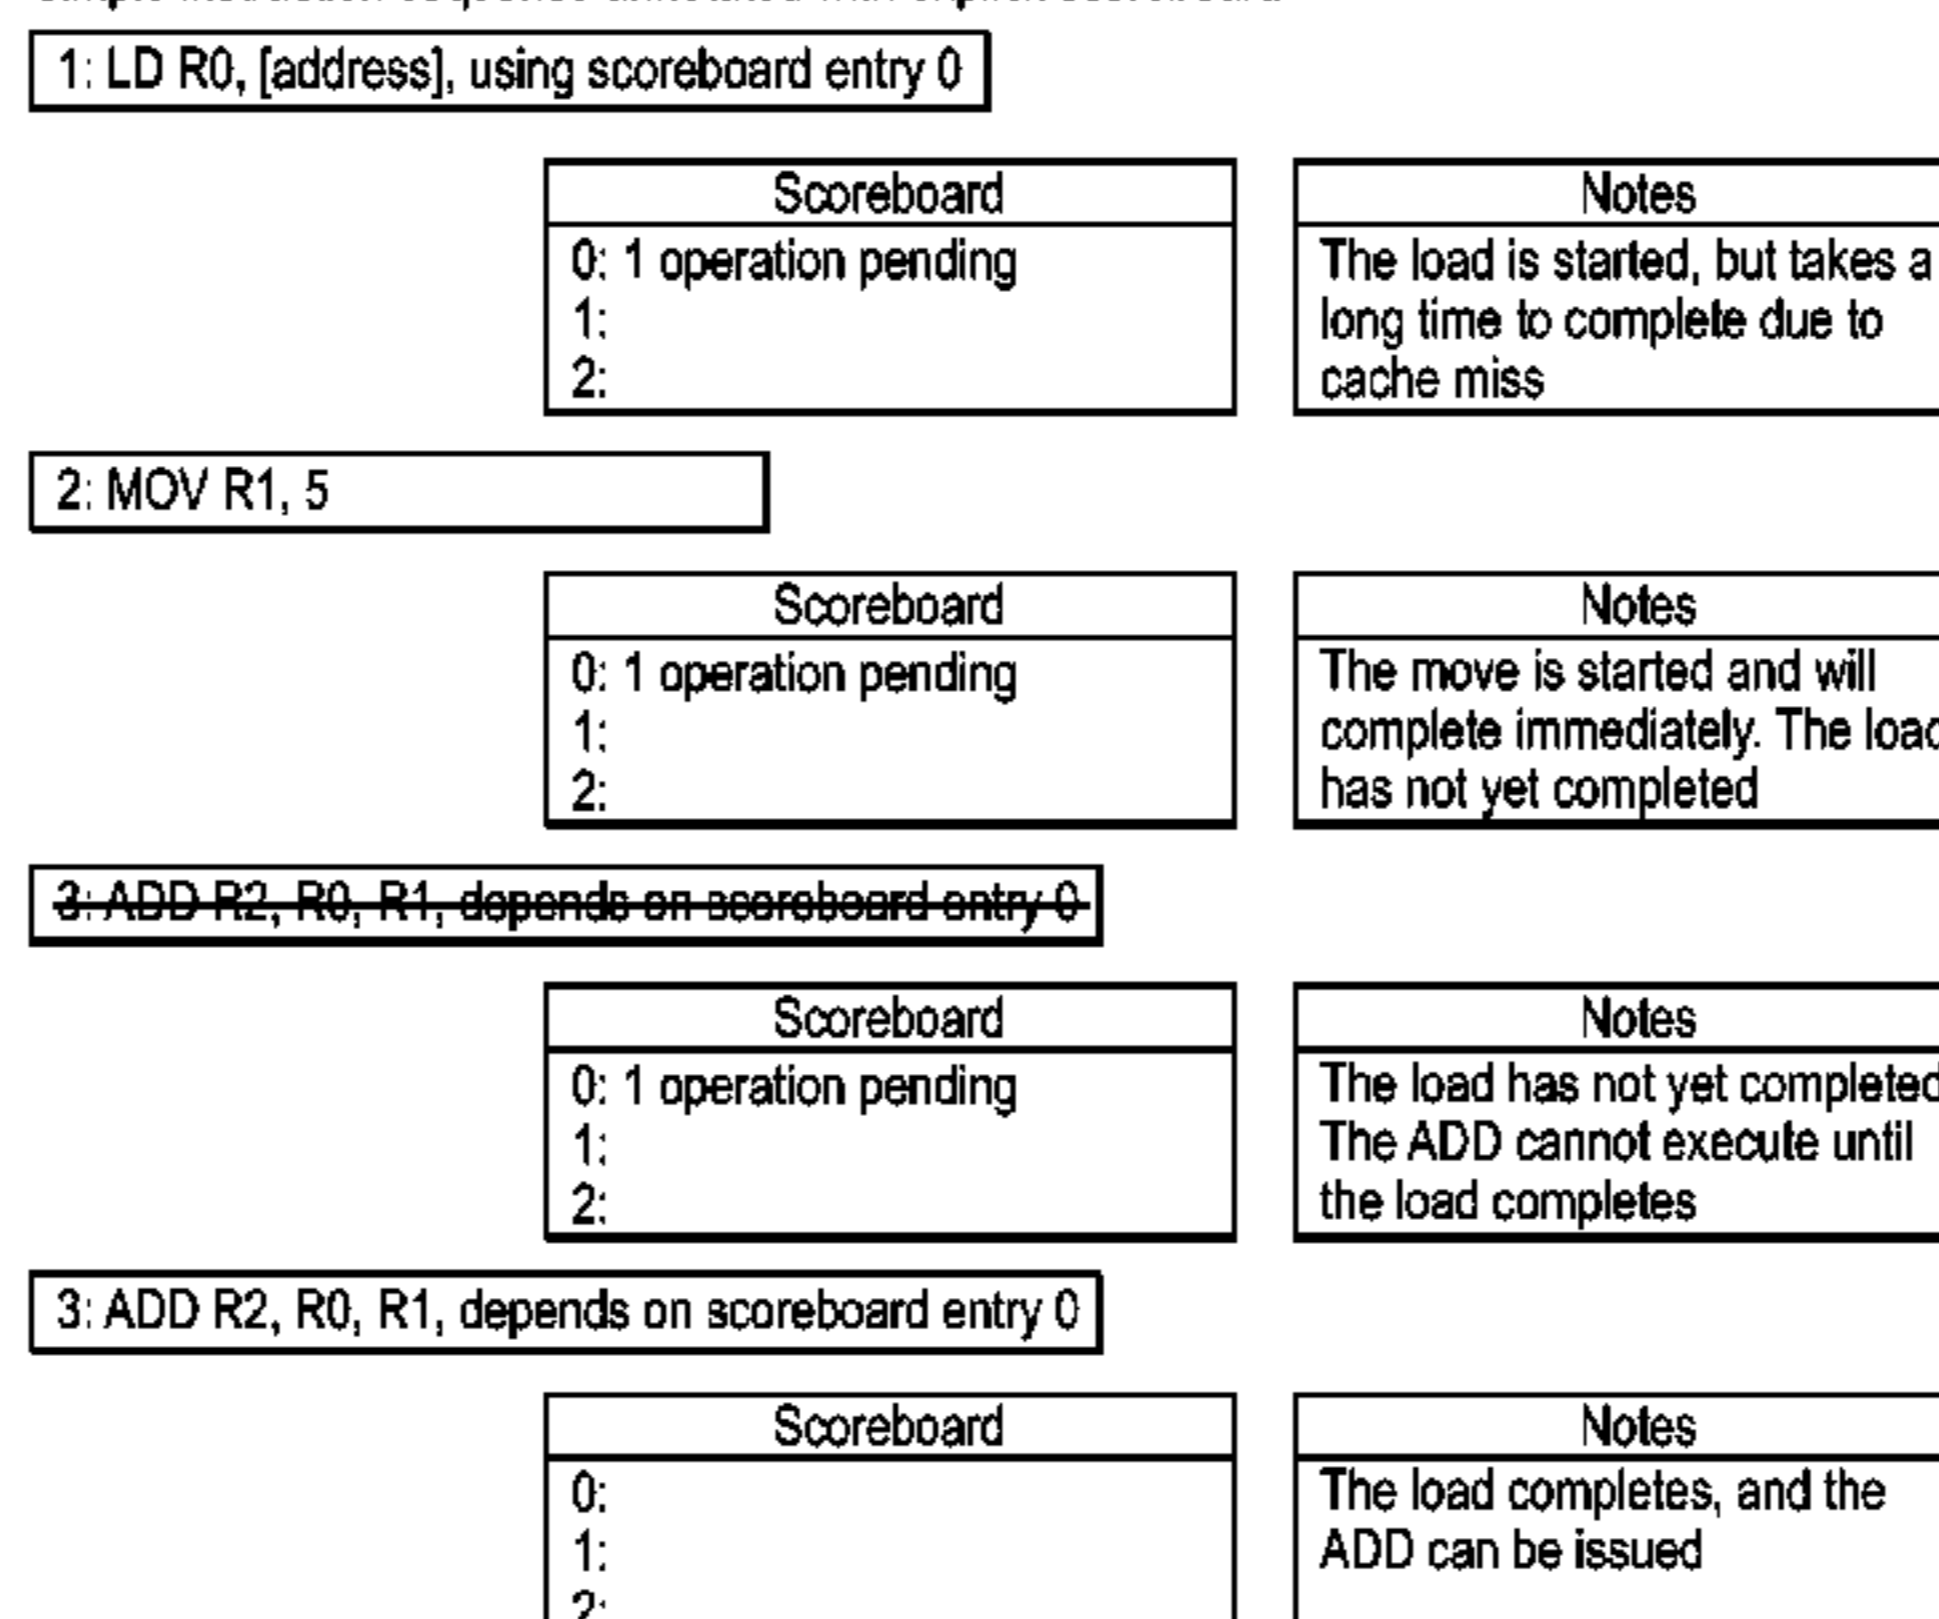 1: LD R0, [address], using scoreboard entry 0
Scoreboard
0: 1 operation pending
1:
2:
Notes
The load is started, but takes a
long time to complete due to
cache miss
2: MOV R1, 5
Scoreboard
0: 1 operation pending
1:
2:
Notes
The move is started and will
complete immediately. The load
has not yet completed
3: ADD R2, R0, R1, depends on scoreboard entry 0
Scoreboard
0: 1 operation pending
1:
2:
Notes
The load has not yet completed
The ADD cannot execute until
the load completes
3: ADD R2, R0, R1, depends on scoreboard entry 0
Scoreboard
0:
1:
2:
Notes
The load completes, and the
ADD can be issued